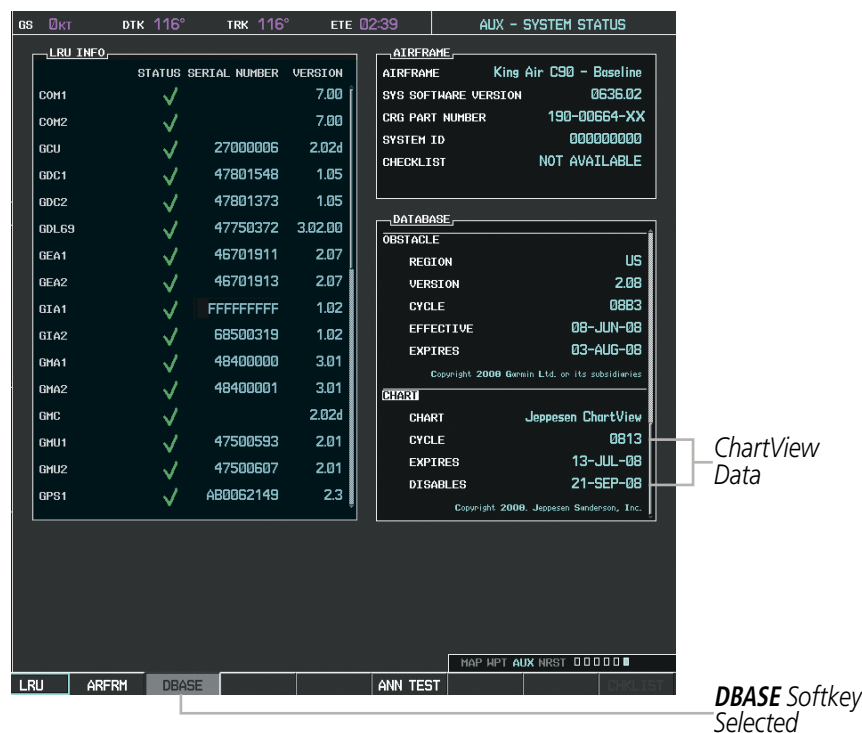 GS 0KT DTK 116° TRK 116° ETE 02:39 AUX – SYSTEM STATUS
LRU INFO
STATUS SERIAL NUMBER VERSION
COM1 7.00
COM2 7.00
GCU 27000006 2.02d
GDC1 47801548 1.05
GDC2 47801373 1.05
GDL69 47750372 3.02.00
GEA1 46701911 2.07
GEA2 46701913 2.07
GIA1 FFFFFFFFF 1.02
GIA2 68500319 1.02
GMA1 48400000 3.01
GMA2 48400001 3.01
GMC 2.02d
GMU1 47500593 2.01
GMU2 47500607 2.01
GPS1 AB0062149 2.3
AIRFRAME
AIRFRAME King Air C90 – Baseline
SYS SOFTWARE VERSION 0636.02
CRG PART NUMBER 190-00664-XX
SYSTEM ID 000000000
CHECKLIST NOT AVAILABLE
DATABASE
OBSTACLE
REGION US
VERSION 2.08
CYCLE 08B3
EFFECTIVE 08-JUN-08
EXPIRES 03-AUG-08
Copyright 2008 Garmin Ltd. or its subsidiaries
CHART
CHART Jeppesen ChartView
CYCLE 0813
EXPIRES 13-JUL-08
DISABLES 21-SEP-08
Copyright 2008. Jeppesen Sanderson, Inc.
ChartView
Data
MAP WPT AUX NRST
LRU ARFRM DBASE ANN TEST CHKLIST
DBASE Softkey
Selected